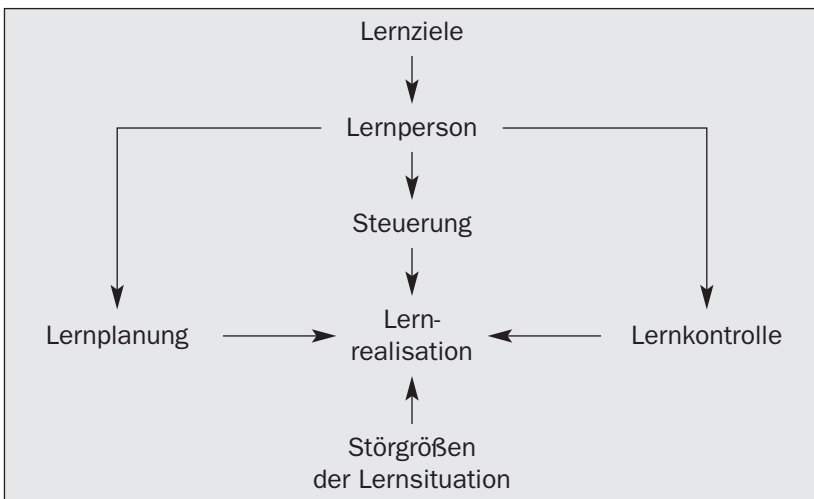 Lernziele
Lernperson
Steuerung
Lernplanung
Lern-
realisation
Lernkontrolle
Störgrößen
der Lernsituation